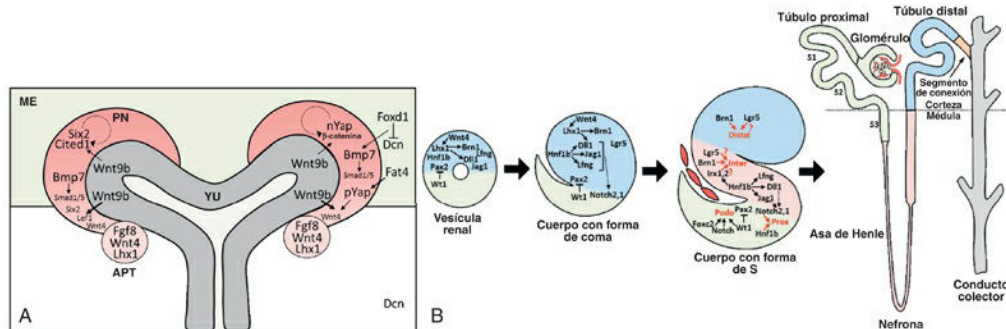 ME
PN
Six2
Cited1
Wnt9b
Bmp7
Smad1/5
Six2
Lef1
Wnt4
Wnt9b
Fgf8
Wnt4
Lhx1
APT
YU
nYap
β-catenina
Wnt9b
Bmp7
Smad1/5
pYap
Wnt9b
Wnt4
Fgf8
Wnt4
Lhx1
Foxd1
Dcn
Fat4
Dcn
A
B
Wnt4
Lhx1 Brn1
Hnf1b Dll1 Lfng
Pax2 Jag1
Wt1
Vesícula
renal
Wnt4
Lhx1 Brn1
Dll1 Lgr5
Hnf1b Jag1
Lfng
Pax2
Wt1 Notch2,1
Cuerpo con forma
de coma
Brn1 Lgr5
Distal
?
Lgr5
Brn1 Inter
Irx1,2 ?
Hnf1b Lfng
Dll1
Jag1
Podo Pax2 Notch2,1
Foxc2 Wt1 Prox
Notch Hnf1b
Cuerpo con forma
de S
Túbulo proximal
Glomérulo
S1
S2
S3
Túbulo distal
Segmento
de conexión
Corteza
Médula
Asa de Henle
Nefrona
Conducto
colector